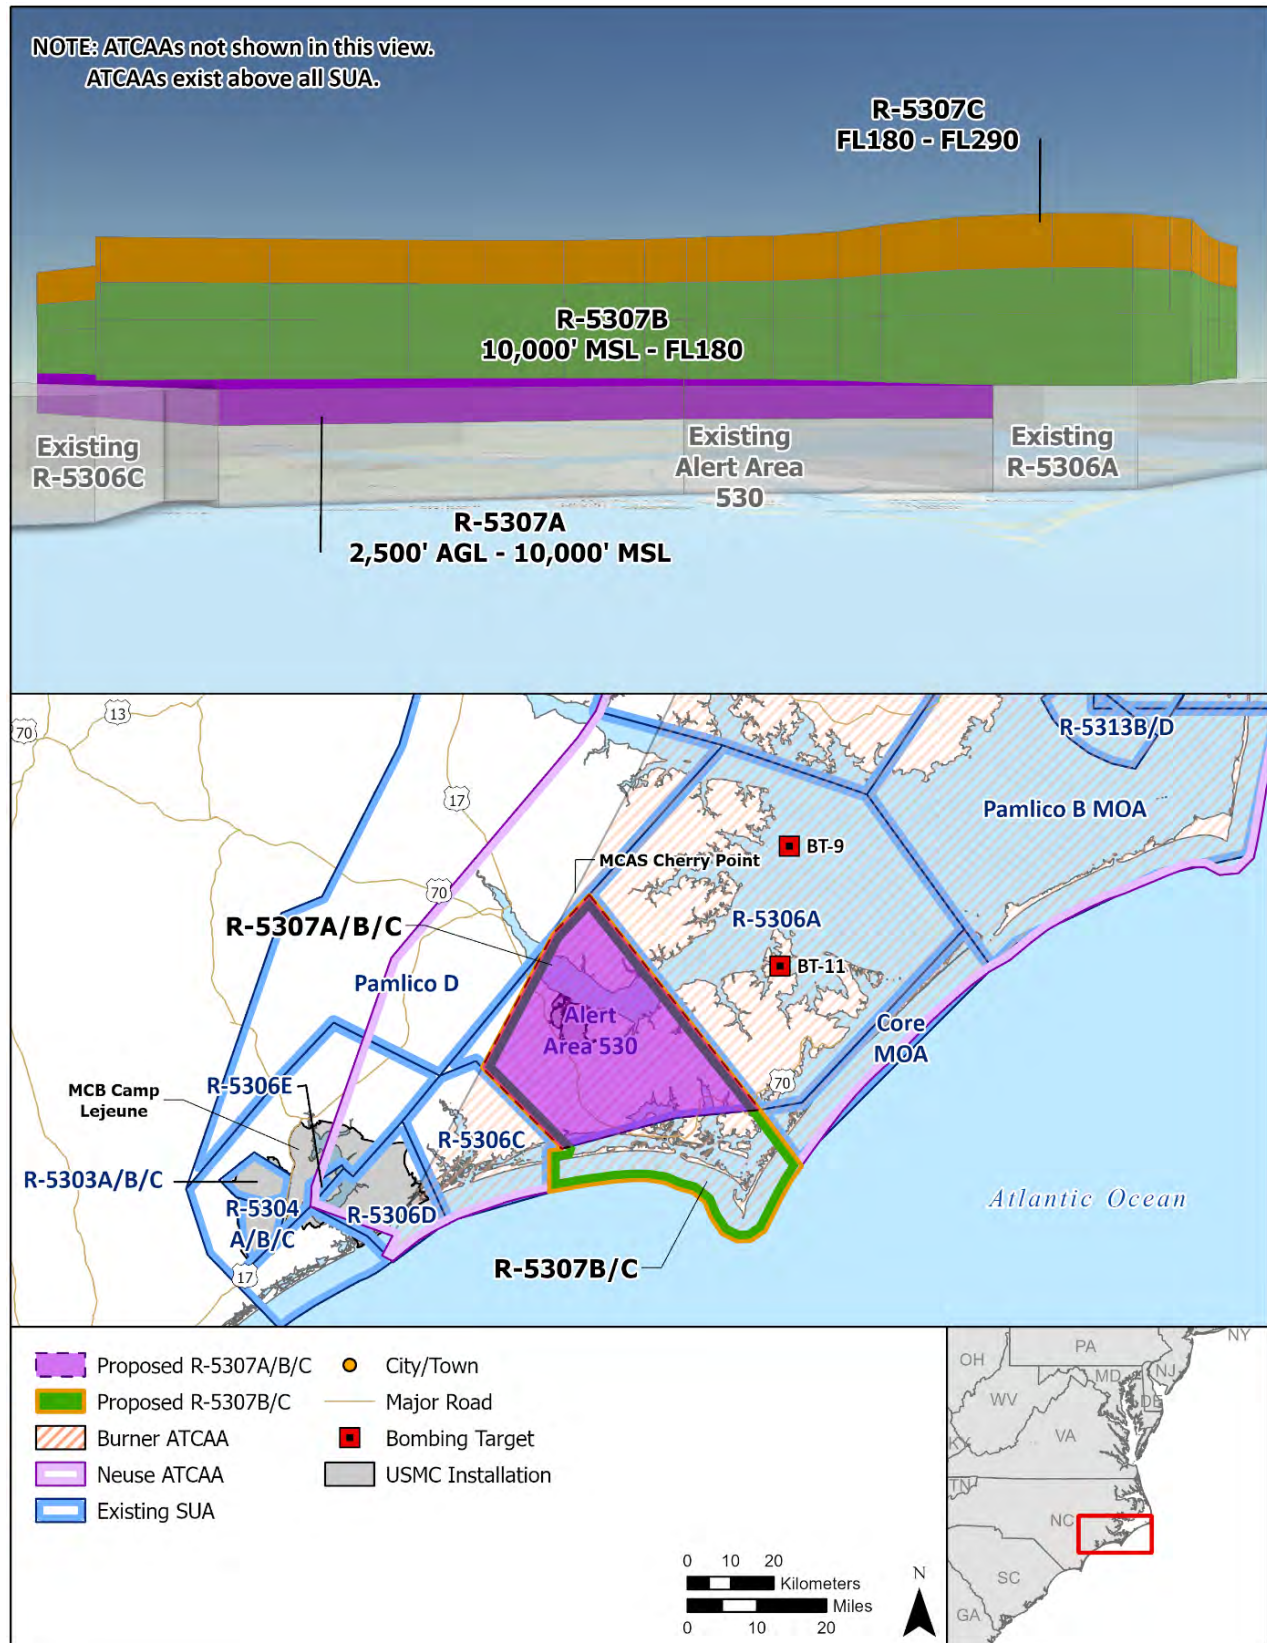 NOTE: ATCAAs not shown in this view.
ATCAAs exist above all SUA.
R-5307C
FL180 - FL290
R-5307B
10,000' MSL - FL180
Existing
R-5306C
Existing
Alert Area
530
Existing
R-5306A
R-5307A
2,500' AGL - 10,000' MSL
13
70
R-5313B/D
17
Pamlico B MOA
BT-9
MCAS Cherry Point
70
R-5307A/B/C
R-5306A
BT-11
Pamlico D
Alert
Area 530
Core
MOA
70
R-5306E
MCB Camp
Lejeune
R-5306C
R-5303A/B/C
R-5304
A/B/C
R-5306D
Atlantic Ocean
17
R-5307B/C
Proposed R-5307A/B/C
City/Town
Proposed R-5307B/C
Major Road
Burner ATCAA
Bombing Target
Neuse ATCAA
USMC Installation
Existing SUA
0 10 20
Kilometers
Miles
0 10 20
N
NY
PA
OH
NJ
MD
DE
WV
VA
KY
TN
NC
SC
GA